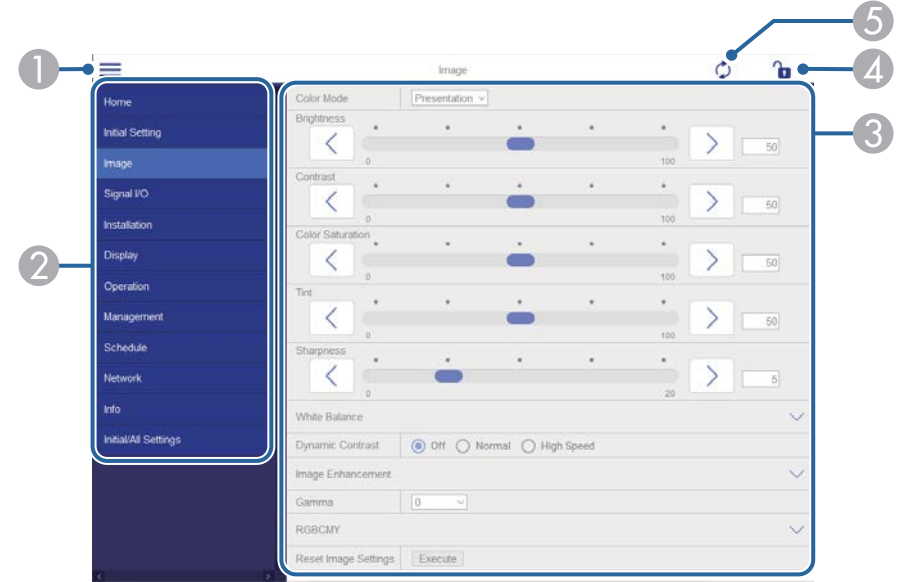 5
1
Image
4
Home
Initial Setting
Image
Signal I/O
Installation
Display
Operation
Management
Schedule
Network
Info
Initial/All Settings
2
3
Color Mode
Presentation
Brightness
0
100
50
Contrast
0
100
50
Color Saturation
0
100
50
Tint
0
100
50
Sharpness
0
20
5
White Balance
Dynamic Contrast Off Normal High Speed
Image Enhancement
Gamma 0
RGBCMY
Reset Image Settings Execute